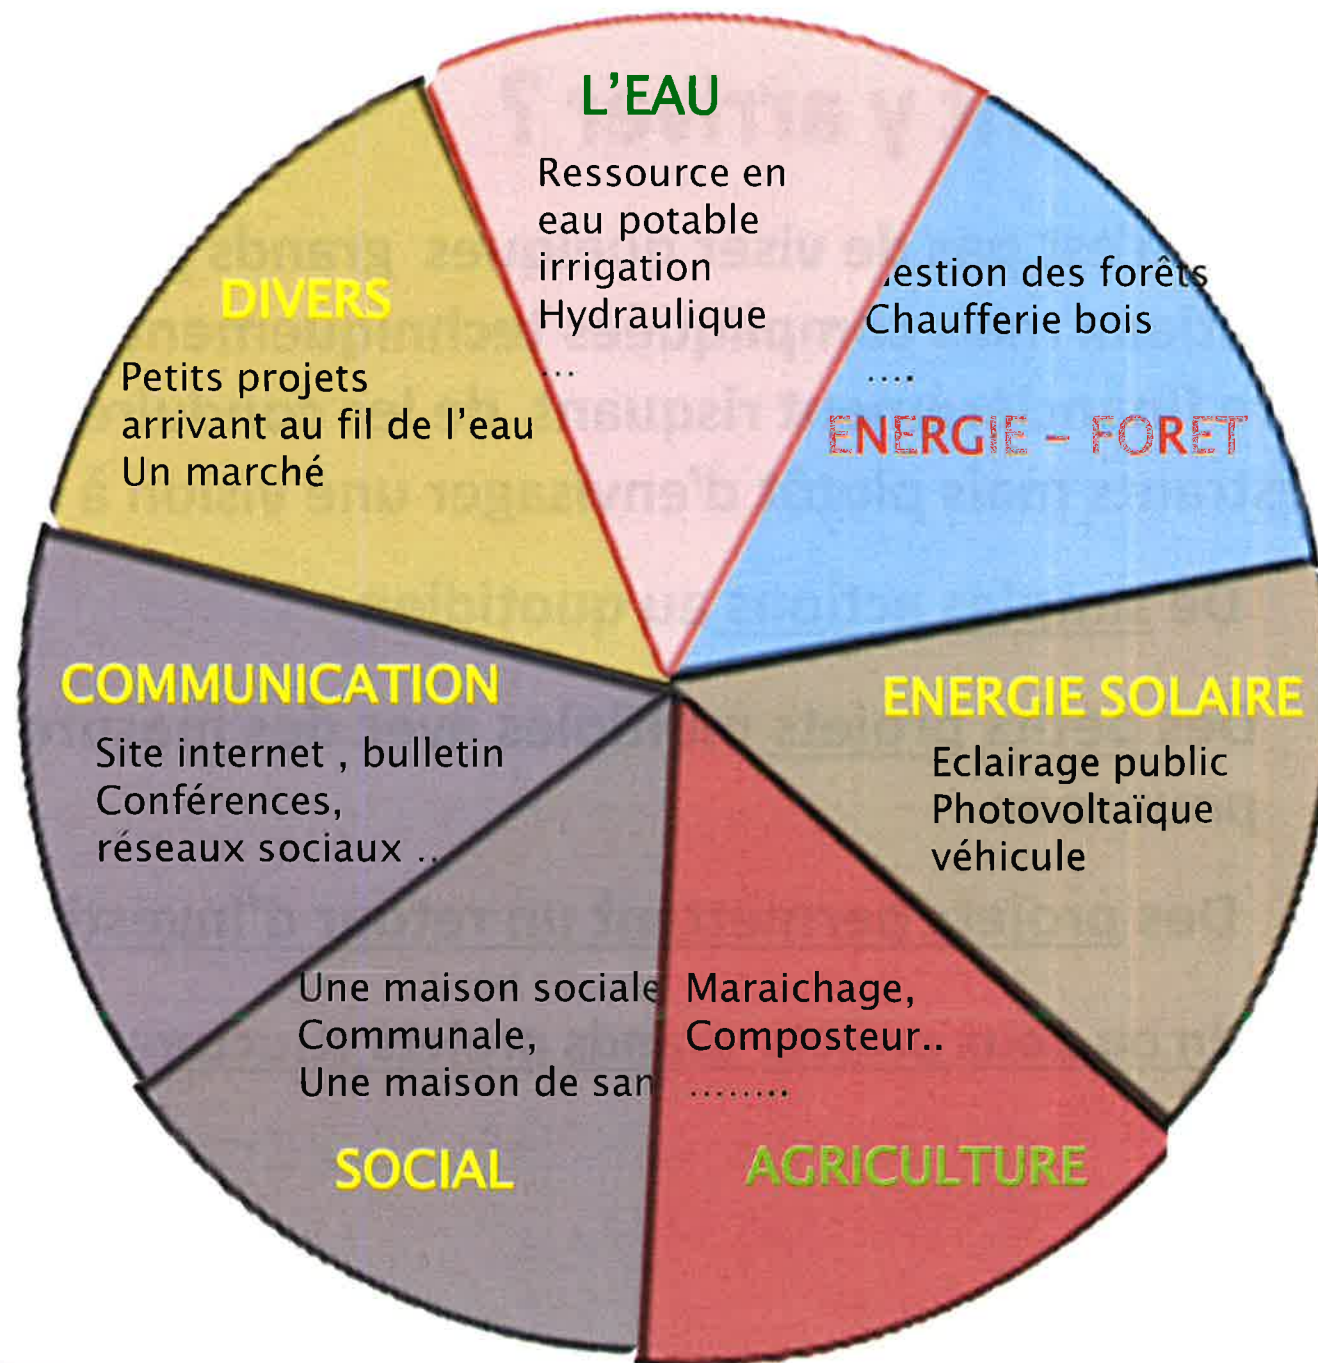 L'EAU
Ressource en
eau potable
irrigation
Hydraulique
...
estion des forêts
Chaufferie bois
....
ENERGIE – FORET
ENERGIE SOLAIRE
Eclairage public
Photovoltaïque
véhicule
Maraichage,
Composteur..
........
AGRICULTURE
Une maison sociale
Communale,
Une maison de san
SOCIAL
COMMUNICATION
Site internet , bulletin
Conférences,
réseaux sociaux ..
DIVERS
Petits projets
arrivant au fil de l'eau
Un marché